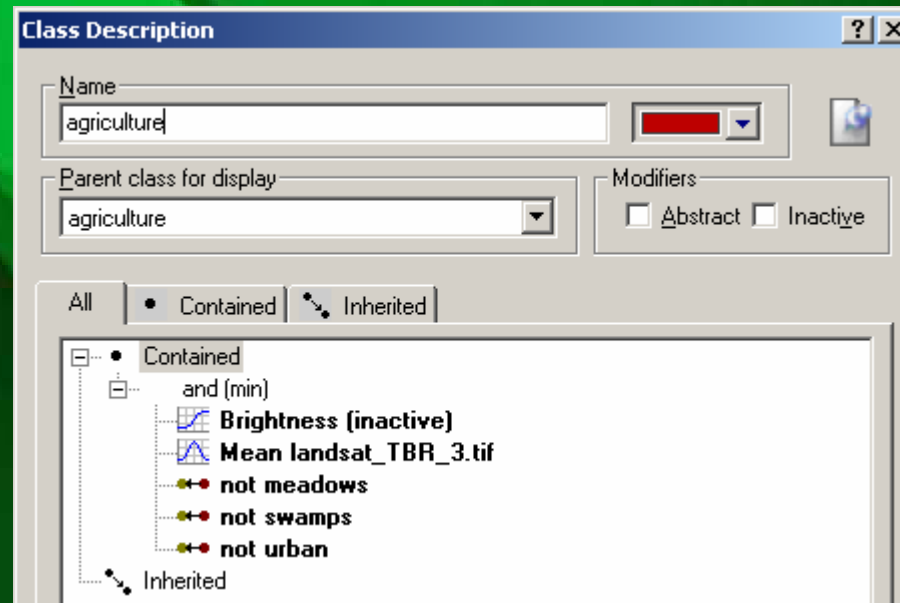 Class Description
Name
agriculture
Parent class for display
agriculture
Modifiers
Abstract Inactive
All Contained Inherited
Contained
and (min)
Brightness (inactive)
Mean landsat_TBR_3.tif
not meadows
not swamps
not urban
Inherited